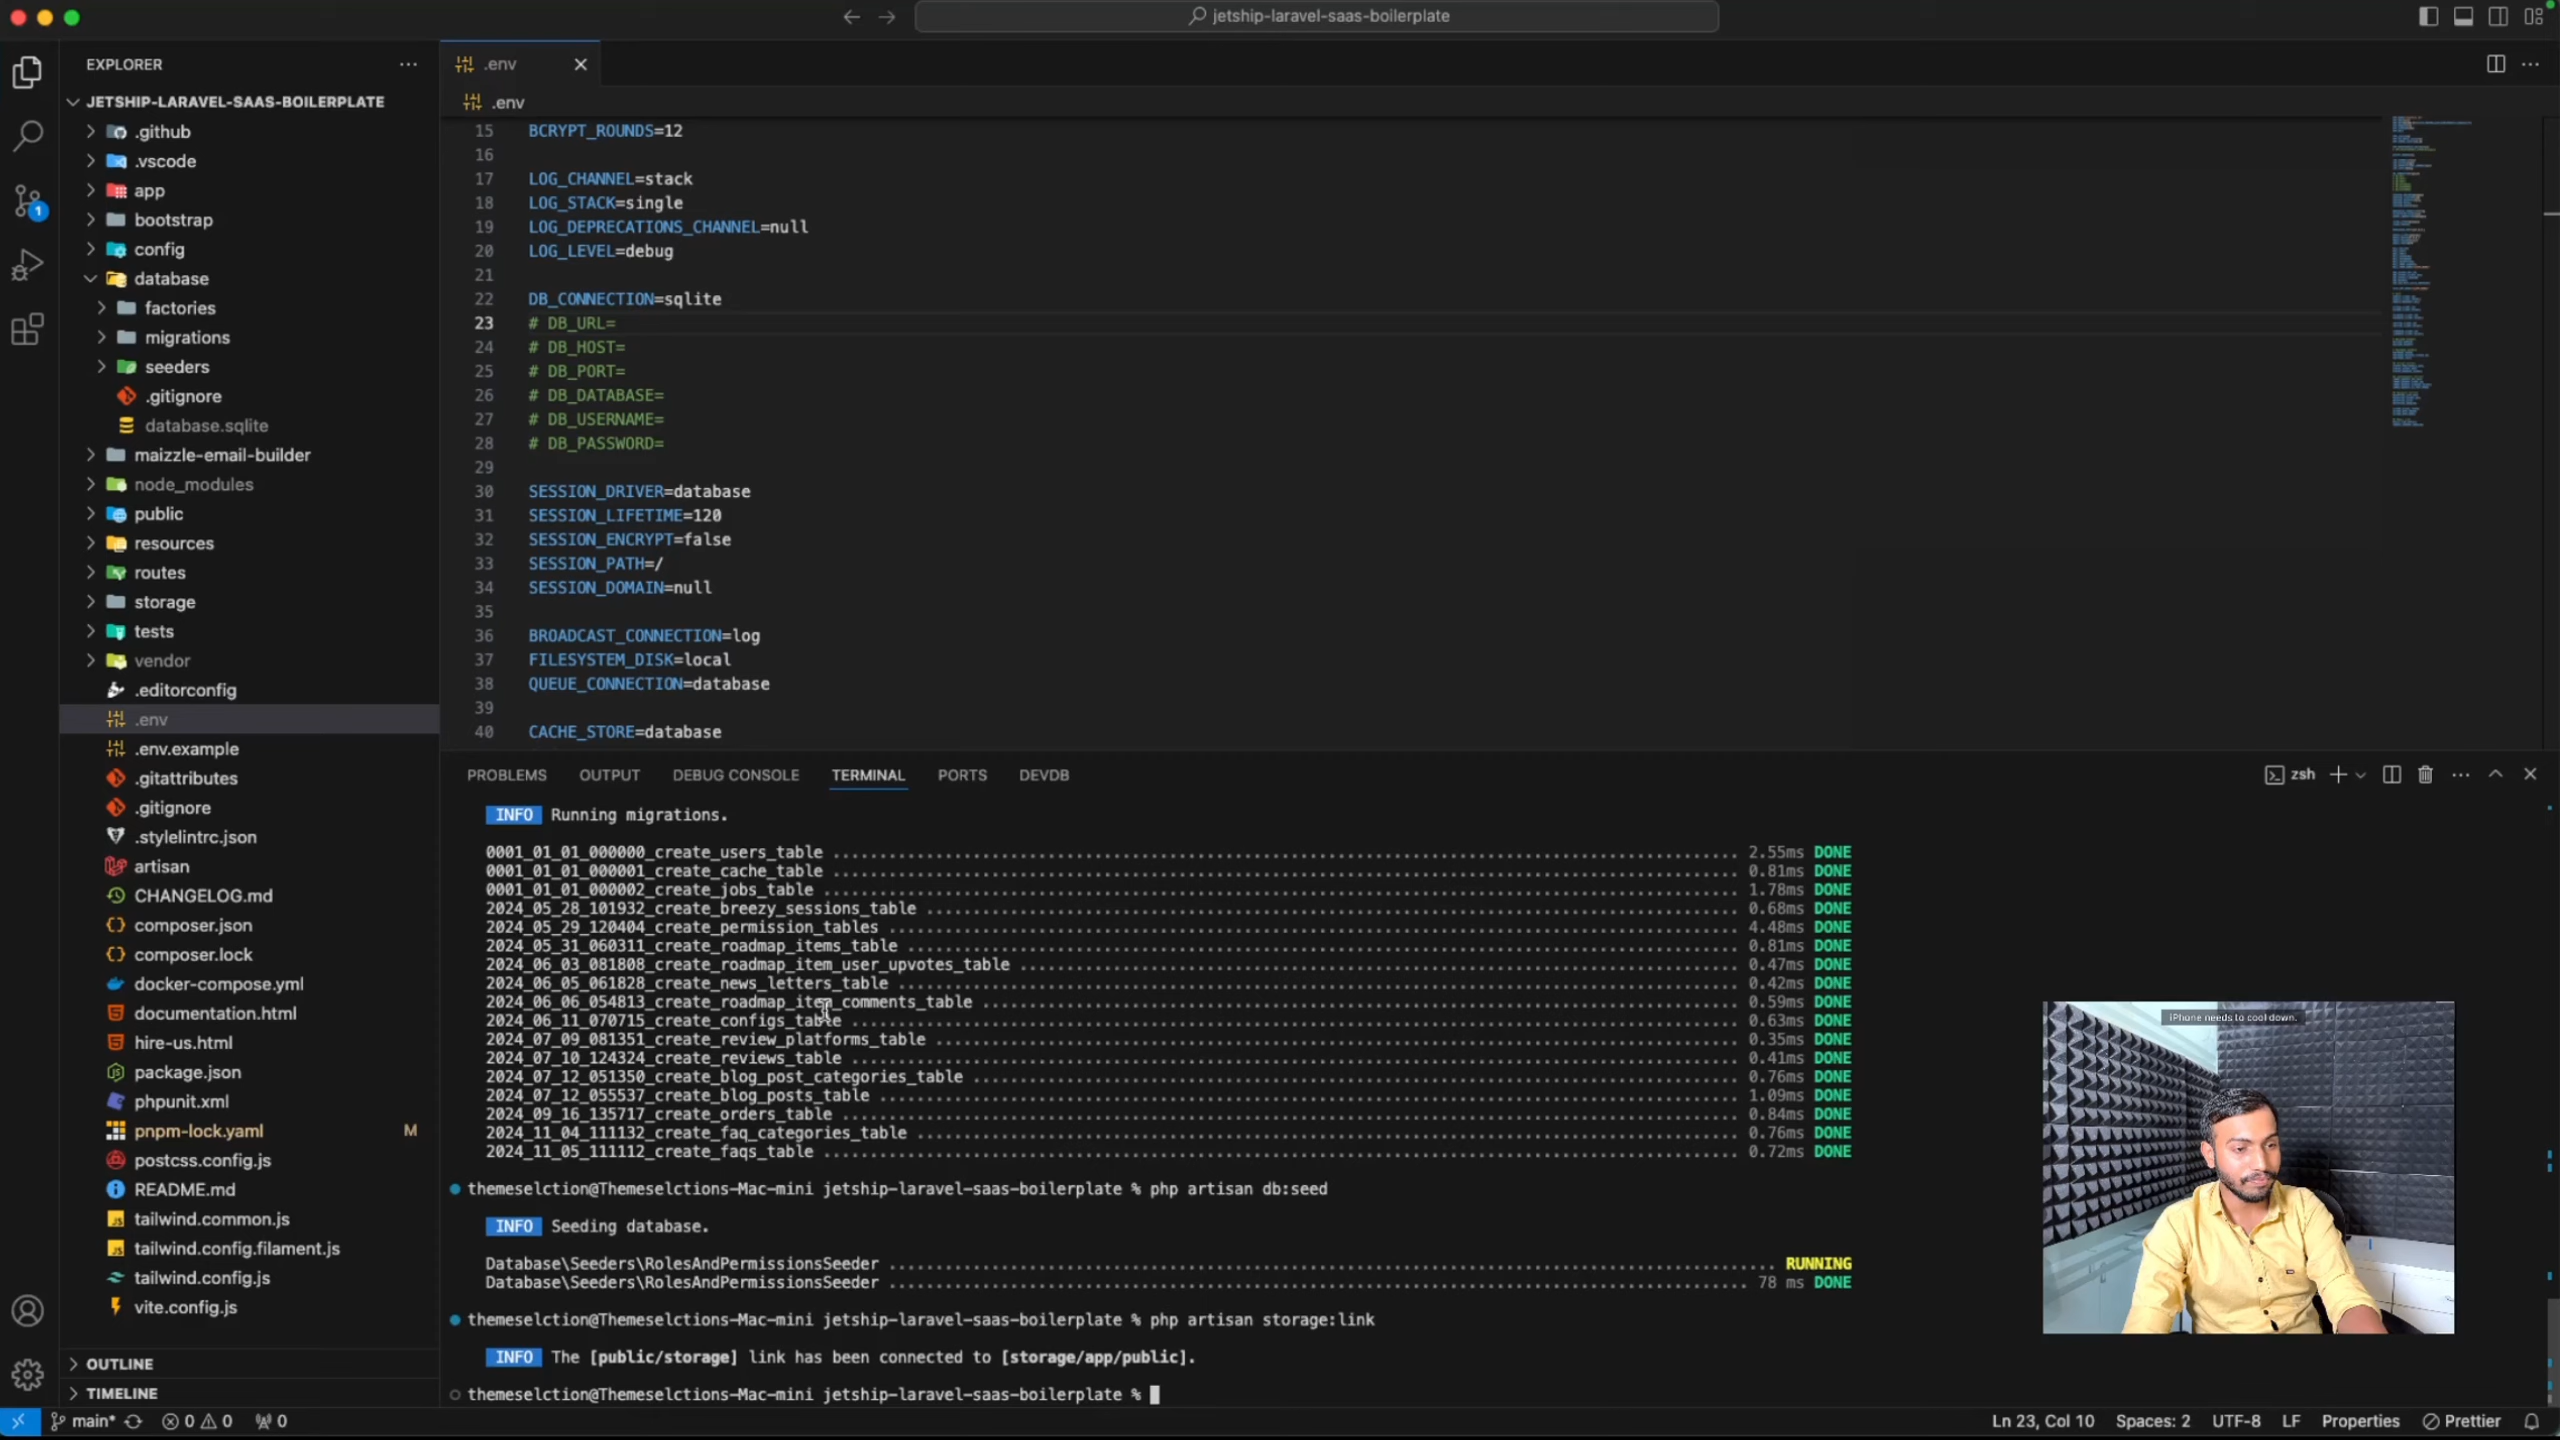 jetship-laravel-saas-boilerplate
EXPLORER
JETSHIP-LARAVEL-SAAS-BOILERPLATE
.github
.vscode
app
bootstrap
config
database
factories
migrations
seeders
.gitignore
database.sqlite
maizzle-email-builder
node_modules
public
resources
routes
storage
tests
vendor
.editorconfig
.env
.env.example
.gitattributes
.gitignore
.stylelintrc.json
artisan
CHANGELOG.md
composer.json
composer.lock
docker-compose.yml
documentation.html
hire-us.html
package.json
phpunit.xml
pnpm-lock.yaml M
postcss.config.js
README.md
tailwind.common.js
tailwind.config.filament.js
tailwind.config.js
vite.config.js
OUTLINE
TIMELINE
1
.env
.env
15 BCRYPT_ROUNDS=12
16
17 LOG_CHANNEL=stack
18 LOG_STACK=single
19 LOG_DEPRECATIONS_CHANNEL=null
20 LOG_LEVEL=debug
21
22 DB_CONNECTION=sqlite
23 # DB_URL=
24 # DB_HOST=
25 # DB_PORT=
26 # DB_DATABASE=
27 # DB_USERNAME=
28 # DB_PASSWORD=
29
30 SESSION_DRIVER=database
31 SESSION_LIFETIME=120
32 SESSION_ENCRYPT=false
33 SESSION_PATH=/
34 SESSION_DOMAIN=null
35
36 BROADCAST_CONNECTION=log
37 FILESYSTEM_DISK=local
38 QUEUE_CONNECTION=database
39
40 CACHE_STORE=database
PROBLEMS OUTPUT DEBUG CONSOLE TERMINAL PORTS DEVDB
zsh
INFO Running migrations.
0001_01_01_000000_create_users_table 2.55ms DONE
0001_01_01_000001_create_cache_table 0.81ms DONE
0001_01_01_000002_create_jobs_table 1.78ms DONE
2024_05_28_101932_create_breezy_sessions_table 0.68ms DONE
2024_05_29_120404_create_permission_tables 4.48ms DONE
2024_05_31_060311_create_roadmap_items_table 0.81ms DONE
2024_06_03_081808_create_roadmap_item_user_upvotes_table 0.47ms DONE
2024_06_05_061828_create_news_letters_table 0.42ms DONE
2024_06_06_054813_create_roadmap_item_comments_table 0.59ms DONE
2024_06_11_070715_create_configs_table 0.63ms DONE
2024_07_09_081351_create_review_platforms_table 0.35ms DONE
2024_07_10_124324_create_reviews_table 0.41ms DONE
2024_07_12_051350_create_blog_post_categories_table 0.76ms DONE
2024_07_12_055537_create_blog_posts_table 1.09ms DONE
2024_09_16_135717_create_orders_table 0.84ms DONE
2024_11_04_111132_create_faq_categories_table 0.76ms DONE
2024_11_05_111112_create_faqs_table 0.72ms DONE
themeselction@Themeselctions-Mac-mini jetship-laravel-saas-boilerplate % php artisan db:seed
INFO Seeding database.
Database\Seeders\RolesAndPermissionsSeeder RUNNING
Database\Seeders\RolesAndPermissionsSeeder 78 ms DONE
themeselction@Themeselctions-Mac-mini jetship-laravel-saas-boilerplate % php artisan storage:link
INFO The [public/storage] link has been connected to [storage/app/public].
themeselction@Themeselctions-Mac-mini jetship-laravel-saas-boilerplate %
iPhone needs to cool down.
main* 0 0 0
Ln 23, Col 10 Spaces: 2 UTF-8 LF Properties Prettier